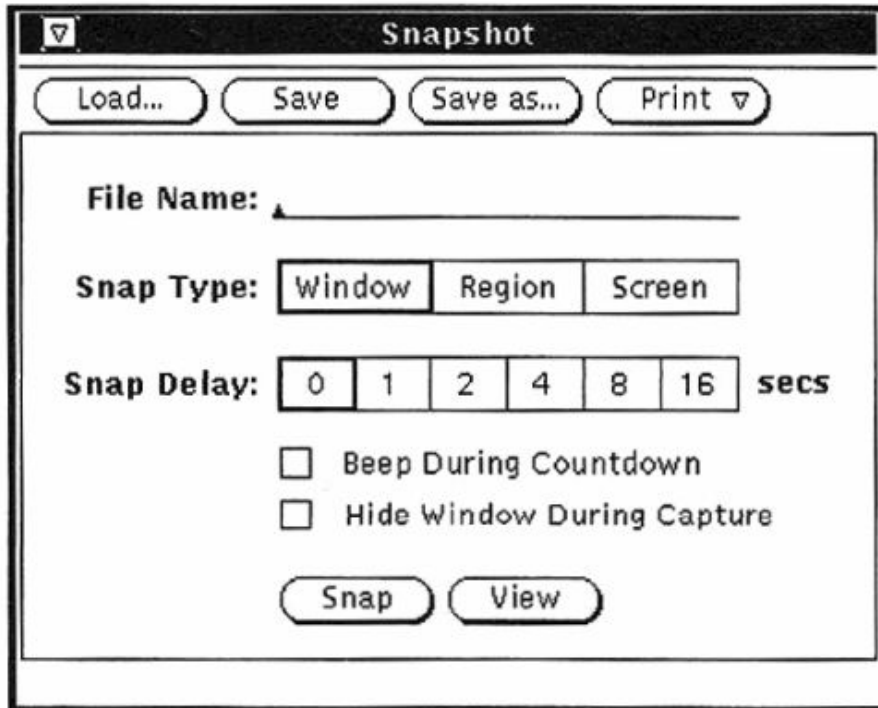 Snapshot
Load... Save Save as... Print
File Name:
Snap Type: Window Region Screen
Snap Delay: 0 1 2 4 8 16 secs
Beep During Countdown
Hide Window During Capture
Snap View